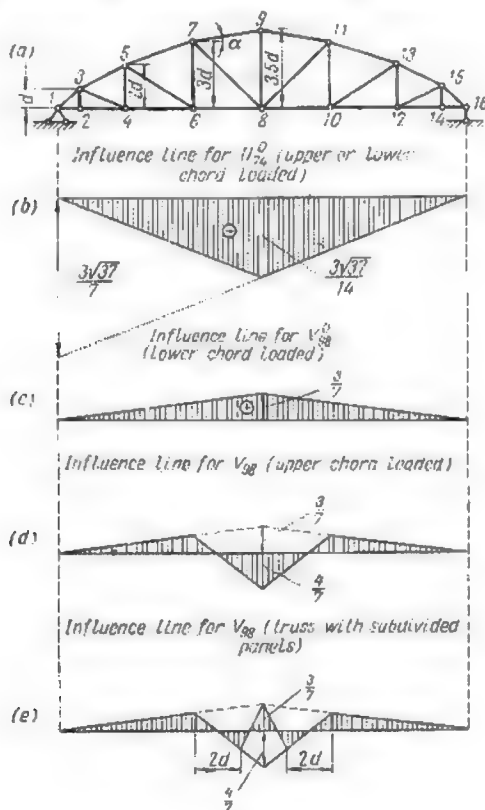 9
7
11
(a)
α
5
13
3
15
d
3d
3.5d
1
2
4
6
8
10
12
14
16
Influence line for (upper or lower
chord loaded)
(b)
3√37
7
3√37
14
Influence line for
(lower chord loaded)
(c)
3
7
Influence line for V98 (upper chord loaded)
(d)
3
7
4
7
Influence line for V98 (truss with subdivided
panels)
(e)
3
7
2d
2d
4
7